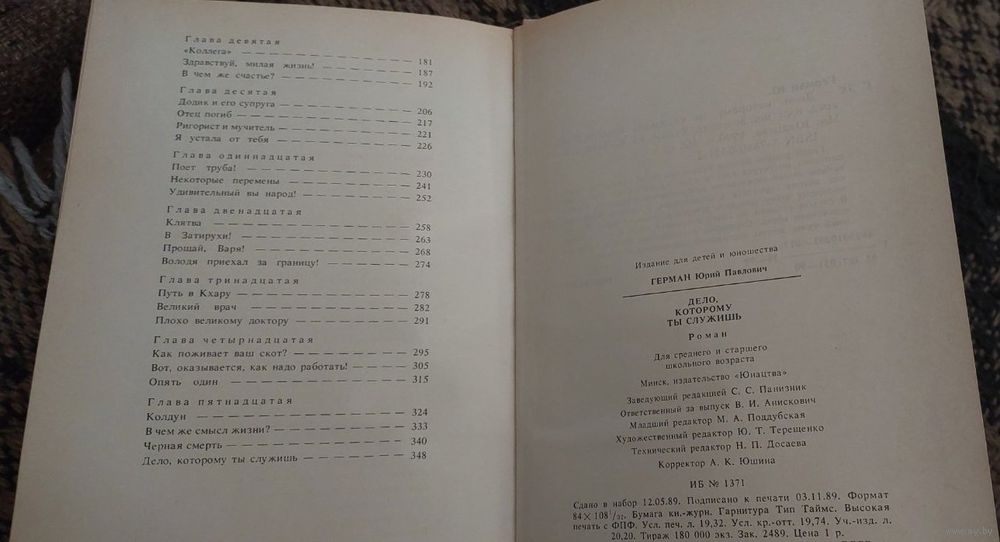 Глава девятая
«Коллега» — 181
Здравствуй, милая жизнь! — 187
В чем же счастье? — 192
Глава десятая
Додик и его супруга — 206
Отец погиб — 217
Ригорист и мучитель — 221
Я устала от тебя — 226
Глава одиннадцатая
Поет труба! — 230
Некоторые перемены — 241
Удивительный вы народ! — 252
Глава двенадцатая
Клятва — 258
В Затирухи! — 263
Прощай, Варя! — 268
Володя приехал за границу! — 274
Глава тринадцатая
Путь в Кхару — 278
Великий врач — 282
Плохо великому доктору — 291
Глава четырнадцатая
Как поживает ваш скот? — 295
Вот, оказывается, как надо работать! — 305
Опять один — 315
Глава пятнадцатая
Колдун — 324
В чем же смысл жизни? — 333
Черная смерть — 340
Дело, которому ты служишь — 348
Издание для детей и юношества
ГЕРМАН Юрий Павлович
ДЕЛО,
КОТОРОМУ
ТЫ СЛУЖИШЬ
Роман
Для среднего и старшего
школьного возраста
Минск, издательство «Юнацтва»
Заведующий редакцией С. С. Панизник
Ответственный за выпуск В. И. Анискович
Младший редактор М. А. Поддубская
Художественный редактор Ю. Т. Терещенко
Технический редактор Н. П. Досаева
Корректор А. К. Юшина
ИБ № 1371
Сдано в набор 12.05.89. Подписано к печати 03.11.89. Формат
84×108 1/32. Бумага кн.-журн. Гарнитура Тип Таймс. Высокая
печать с ФПФ. Усл. печ. л. 19,32. Усл. кр.-отт. 19,74. Уч.-изд. л.
20,20. Тираж 180 000 экз. Зак. 2489. Цена 1 р.